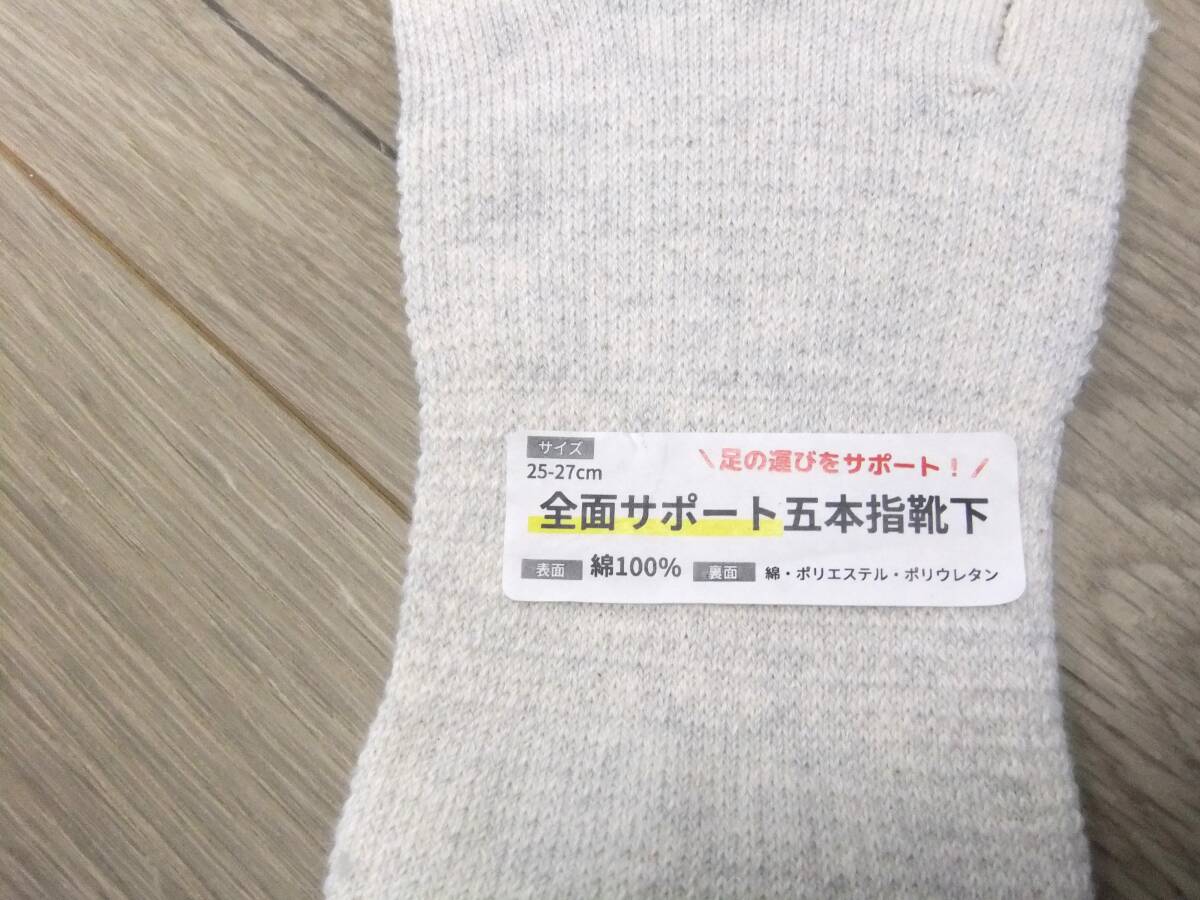 サイズ
25-27cm
\足の運びをサポート！/
全面サポート五本指靴下
表面 綿100% 裏面 綿・ポリエステル・ポリウレタン